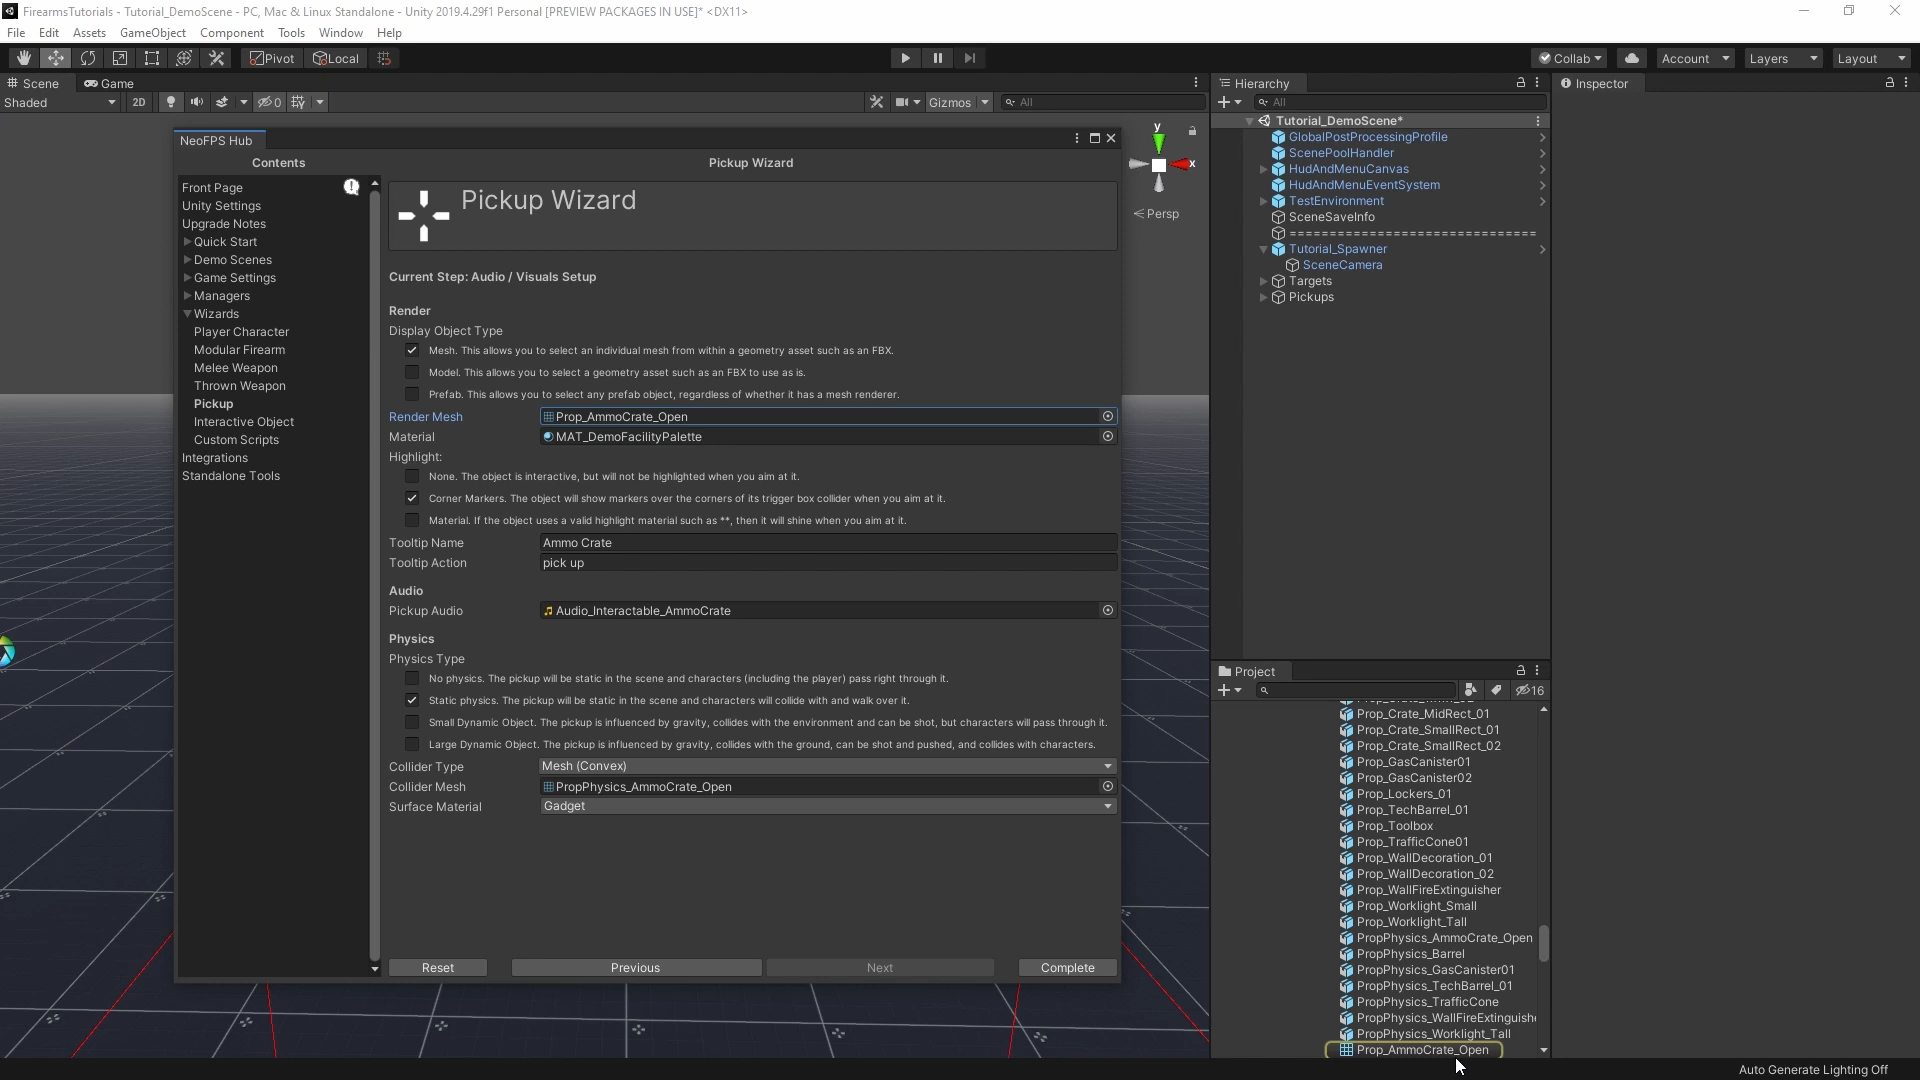 FirearmsTutorials - Tutorial_DemoScene - PC, Mac & Linux Standalone - Unity 2019.4.29f1 Personal [PREVIEW PACKAGES IN USE]* <DX11>
File Edit Assets GameObject Component Tools Window Help
Pivot Local Collab Account Layers Layout
Scene Game
Shaded 2D 0 Gizmos All
NeoFPS Hub
Contents
Front Page
Unity Settings
Upgrade Notes
Quick Start
Demo Scenes
Game Settings
Managers
Wizards
Player Character
Modular Firearm
Melee Weapon
Thrown Weapon
Pickup
Interactive Object
Custom Scripts
Integrations
Standalone Tools
Pickup Wizard
Pickup Wizard
Current Step: Audio / Visuals Setup
Render
Display Object Type
Mesh. This allows you to select an individual mesh from within a geometry asset such as an FBX.
Model. This allows you to select a geometry asset such as an FBX to use as is.
Prefab. This allows you to select any prefab object, regardless of whether it has a mesh renderer.
Render Mesh Prop_AmmoCrate_Open
Material MAT_DemoFacilityPalette
Highlight:
None. The object is interactive, but will not be highlighted when you aim at it.
Corner Markers. The object will show markers over the corners of its trigger box collider when you aim at it.
Material. If the object uses a valid highlight material such as **, then it will shine when you aim at it.
Tooltip Name Ammo Crate
Tooltip Action pick up
Audio
Pickup Audio Audio_Interactable_AmmoCrate
Physics
Physics Type
No physics. The pickup will be static in the scene and characters (including the player) pass right through it.
Static physics. The pickup will be static in the scene and characters will collide with and walk over it.
Small Dynamic Object. The pickup is influenced by gravity, collides with the environment and can be shot, but characters will pass through it.
Large Dynamic Object. The pickup is influenced by gravity, collides with the ground, can be shot and pushed, and collides with characters.
Collider Type Mesh (Convex)
Collider Mesh PropPhysics_AmmoCrate_Open
Surface Material Gadget
Reset Previous Next Complete
y
x
Persp
Hierarchy
All
Tutorial_DemoScene*
GlobalPostProcessingProfile
ScenePoolHandler
HudAndMenuCanvas
HudAndMenuEventSystem
TestEnvironment
SceneSaveInfo
==============================
Tutorial_Spawner
SceneCamera
Targets
Pickups
Inspector
Project
16
Prop_Crate_MidRect_01
Prop_Crate_SmallRect_01
Prop_Crate_SmallRect_02
Prop_GasCanister01
Prop_GasCanister02
Prop_Lockers_01
Prop_TechBarrel_01
Prop_Toolbox
Prop_TrafficCone01
Prop_WallDecoration_01
Prop_WallDecoration_02
Prop_WallFireExtinguisher
Prop_Worklight_Small
Prop_Worklight_Tall
PropPhysics_AmmoCrate_Open
PropPhysics_Barrel
PropPhysics_GasCanister01
PropPhysics_TechBarrel_01
PropPhysics_TrafficCone
PropPhysics_WallFireExtinguish
PropPhysics_Worklight_Tall
Prop_AmmoCrate_Open
Auto Generate Lighting Off